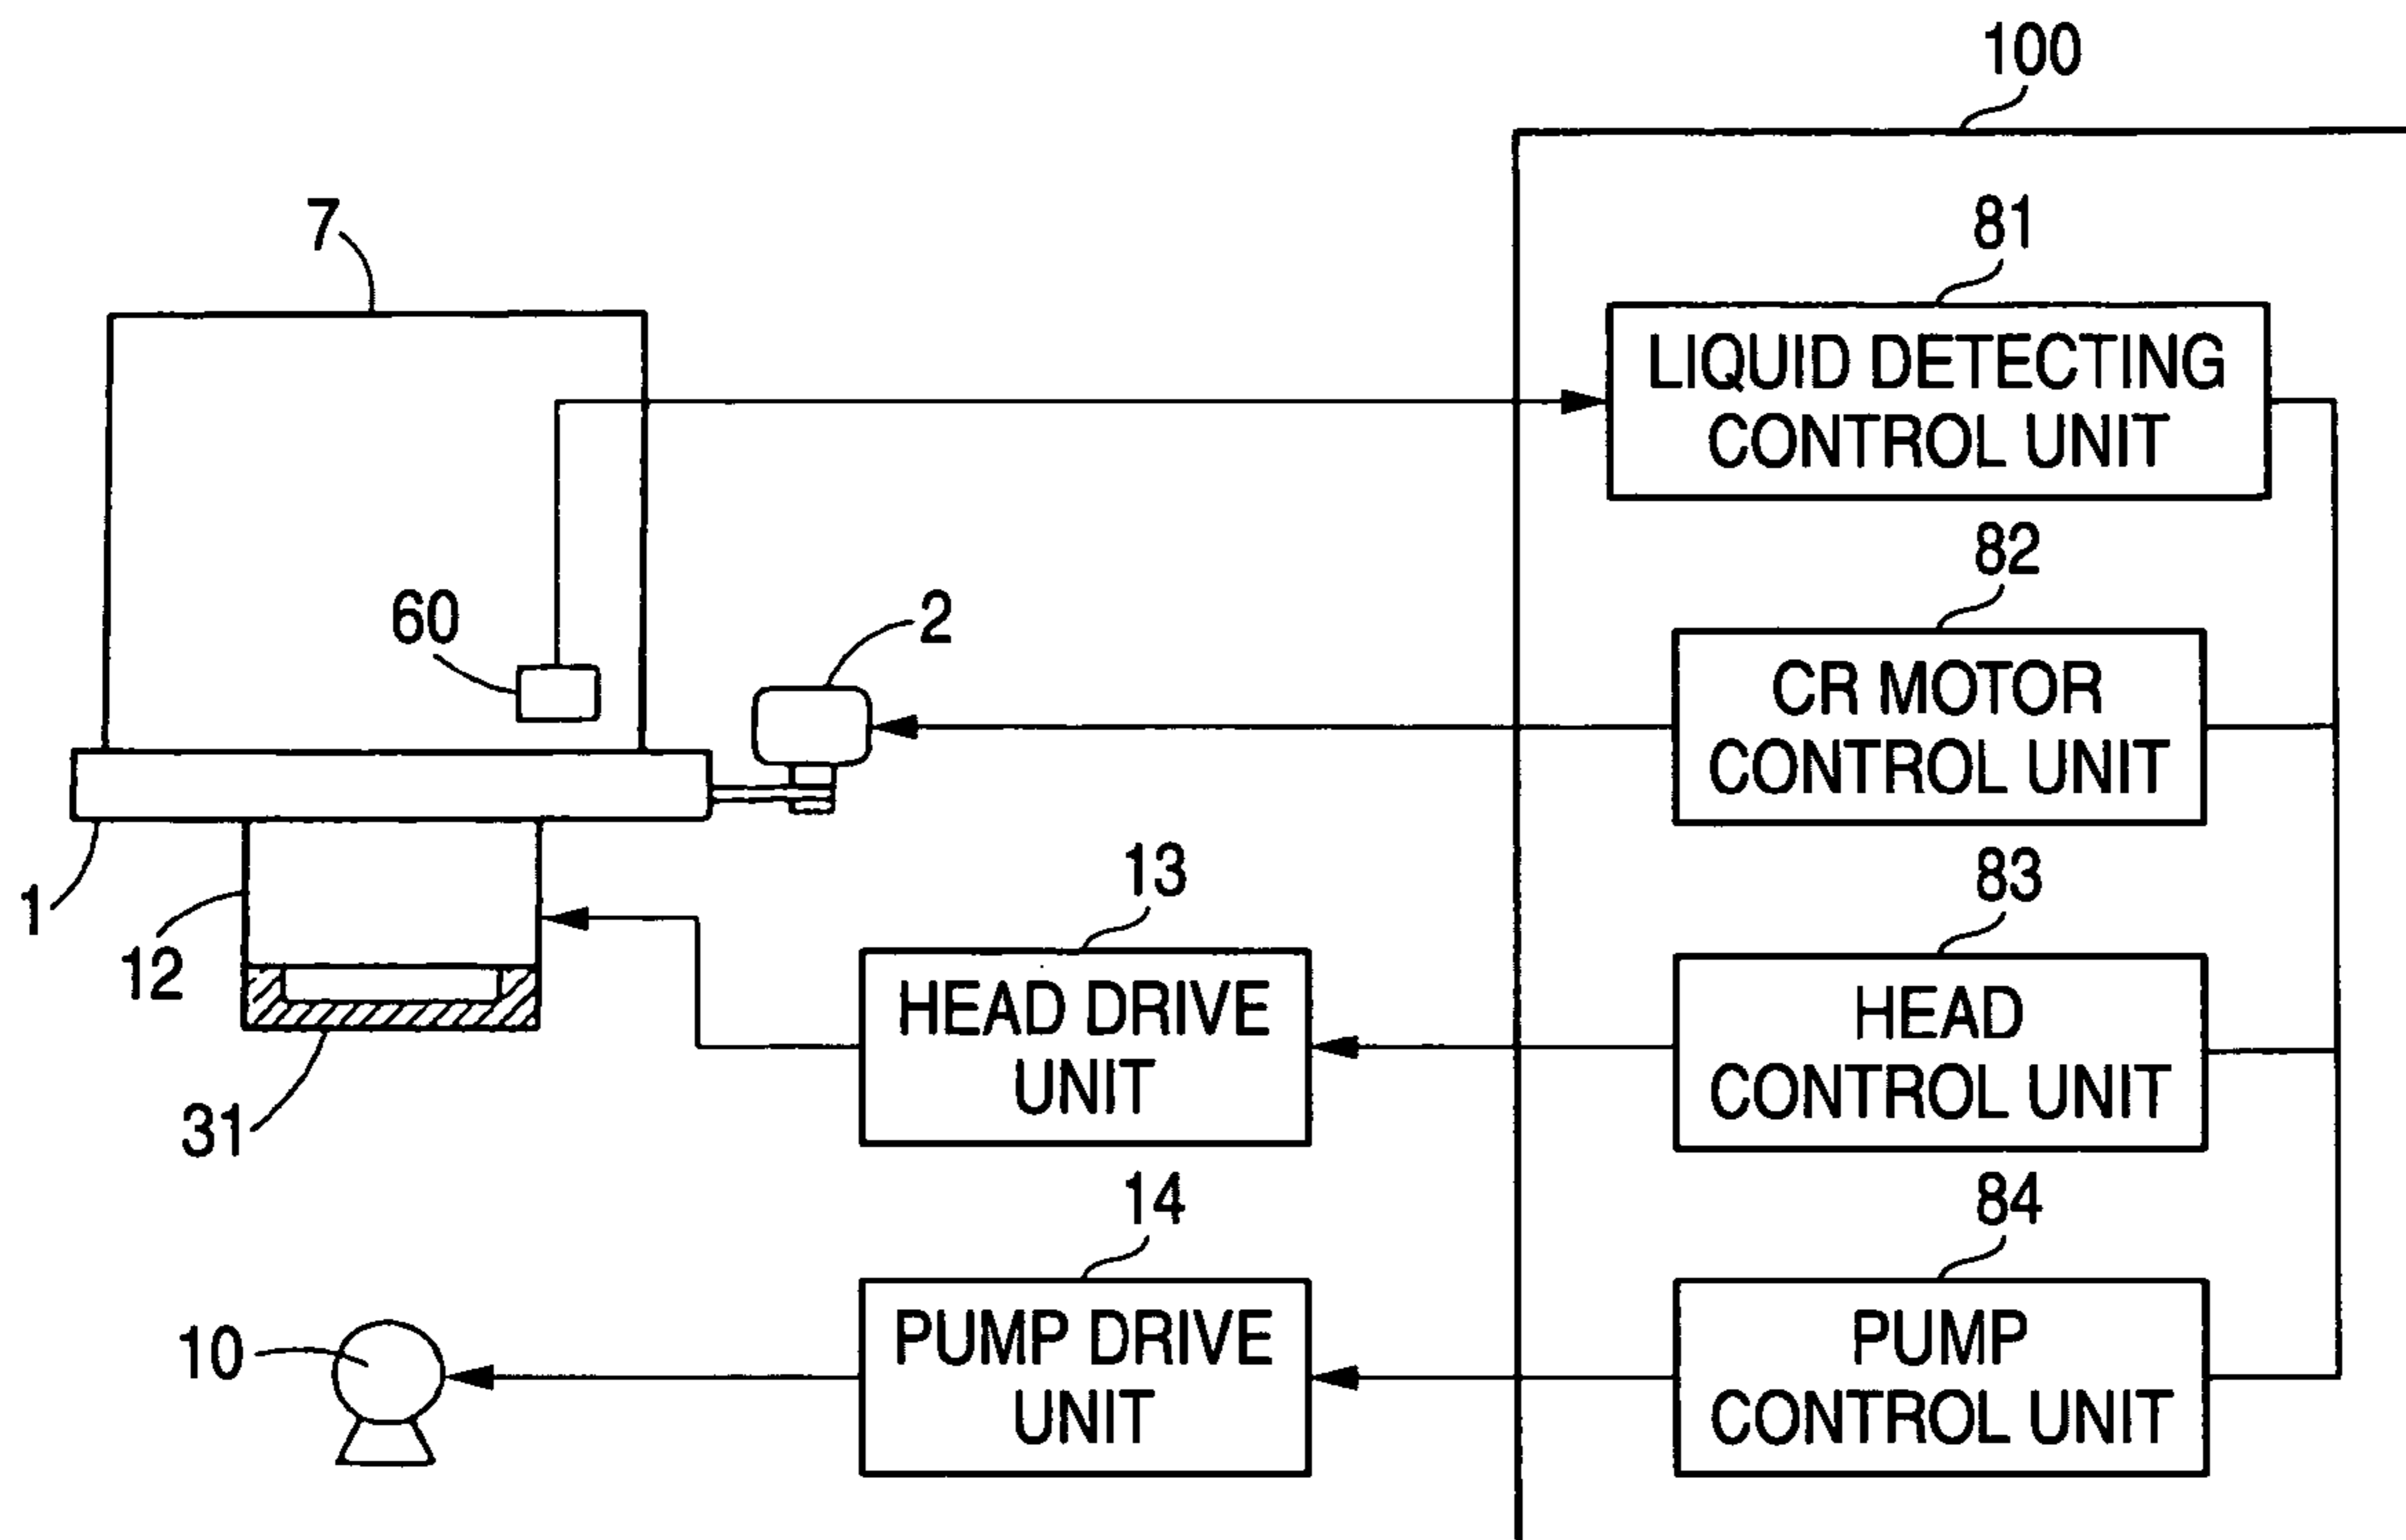 100
7
81
LIQUID DETECTING
CONTROL UNIT
60
2
82
CR MOTOR
CONTROL UNIT
1
12
13
83
HEAD DRIVE
UNIT
HEAD
CONTROL UNIT
31
14
84
10
PUMP DRIVE
UNIT
PUMP
CONTROL UNIT